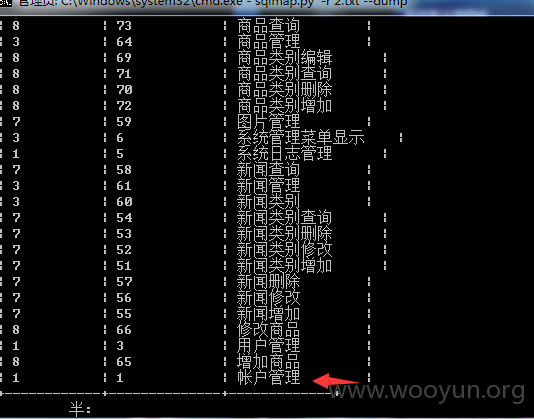 管理员: C:\Windows\system32\cmd.exe - sqlmap.py -r 2.txt --dump
¦ 8 ¦ 73 ¦ 商品查询 ¦
¦ 3 ¦ 64 ¦ 商品管理 ¦
¦ 8 ¦ 69 ¦ 商品类别编辑 ¦
¦ 8 ¦ 71 ¦ 商品类别查询 ¦
¦ 8 ¦ 70 ¦ 商品类别删除 ¦
¦ 8 ¦ 72 ¦ 商品类别增加 ¦
¦ 7 ¦ 59 ¦ 图片管理 ¦
¦ 3 ¦ 6 ¦ 系统管理菜单显示 ¦
¦ 1 ¦ 5 ¦ 系统日志管理 ¦
¦ 7 ¦ 58 ¦ 新闻查询 ¦
¦ 3 ¦ 61 ¦ 新闻管理 ¦
¦ 3 ¦ 60 ¦ 新闻类别 ¦
¦ 7 ¦ 54 ¦ 新闻类别查询 ¦
¦ 7 ¦ 53 ¦ 新闻类别删除 ¦
¦ 7 ¦ 52 ¦ 新闻类别修改 ¦
¦ 7 ¦ 51 ¦ 新闻类别增加 ¦
¦ 7 ¦ 57 ¦ 新闻删除 ¦
¦ 7 ¦ 56 ¦ 新闻修改 ¦
¦ 7 ¦ 55 ¦ 新闻增加 ¦
¦ 8 ¦ 66 ¦ 修改商品 ¦
¦ 1 ¦ 3 ¦ 用户管理 ¦
¦ 8 ¦ 65 ¦ 增加商品 ¦
¦ 1 ¦ 1 ¦ 帐户管理 ¦
www.wooyun.org
半: